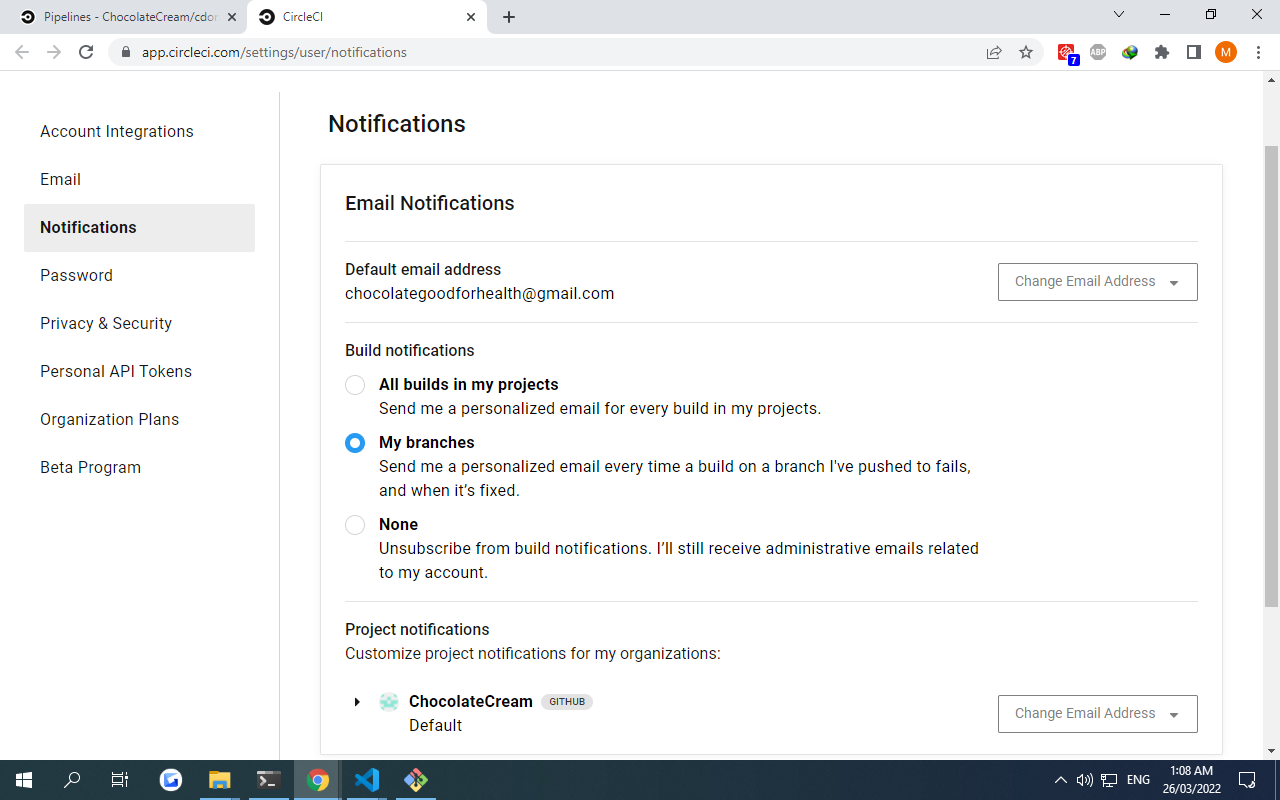 Pipelines - ChocolateCream/cdo
CircleCI
app.circleci.com/settings/user/notifications
7
ABP
M
Account Integrations
Email
Notifications
Password
Privacy & Security
Personal API Tokens
Organization Plans
Beta Program
Notifications
Email Notifications
Default email address
chocolategoodforhealth@gmail.com
Change Email Address
Build notifications
All builds in my projects
Send me a personalized email for every build in my projects.
My branches
Send me a personalized email every time a build on a branch I've pushed to fails,
and when it’s fixed.
None
Unsubscribe from build notifications. I’ll still receive administrative emails related
to my account.
Project notifications
Customize project notifications for my organizations:
ChocolateCream GITHUB
Default
Change Email Address
ENG
1:08 AM
26/03/2022